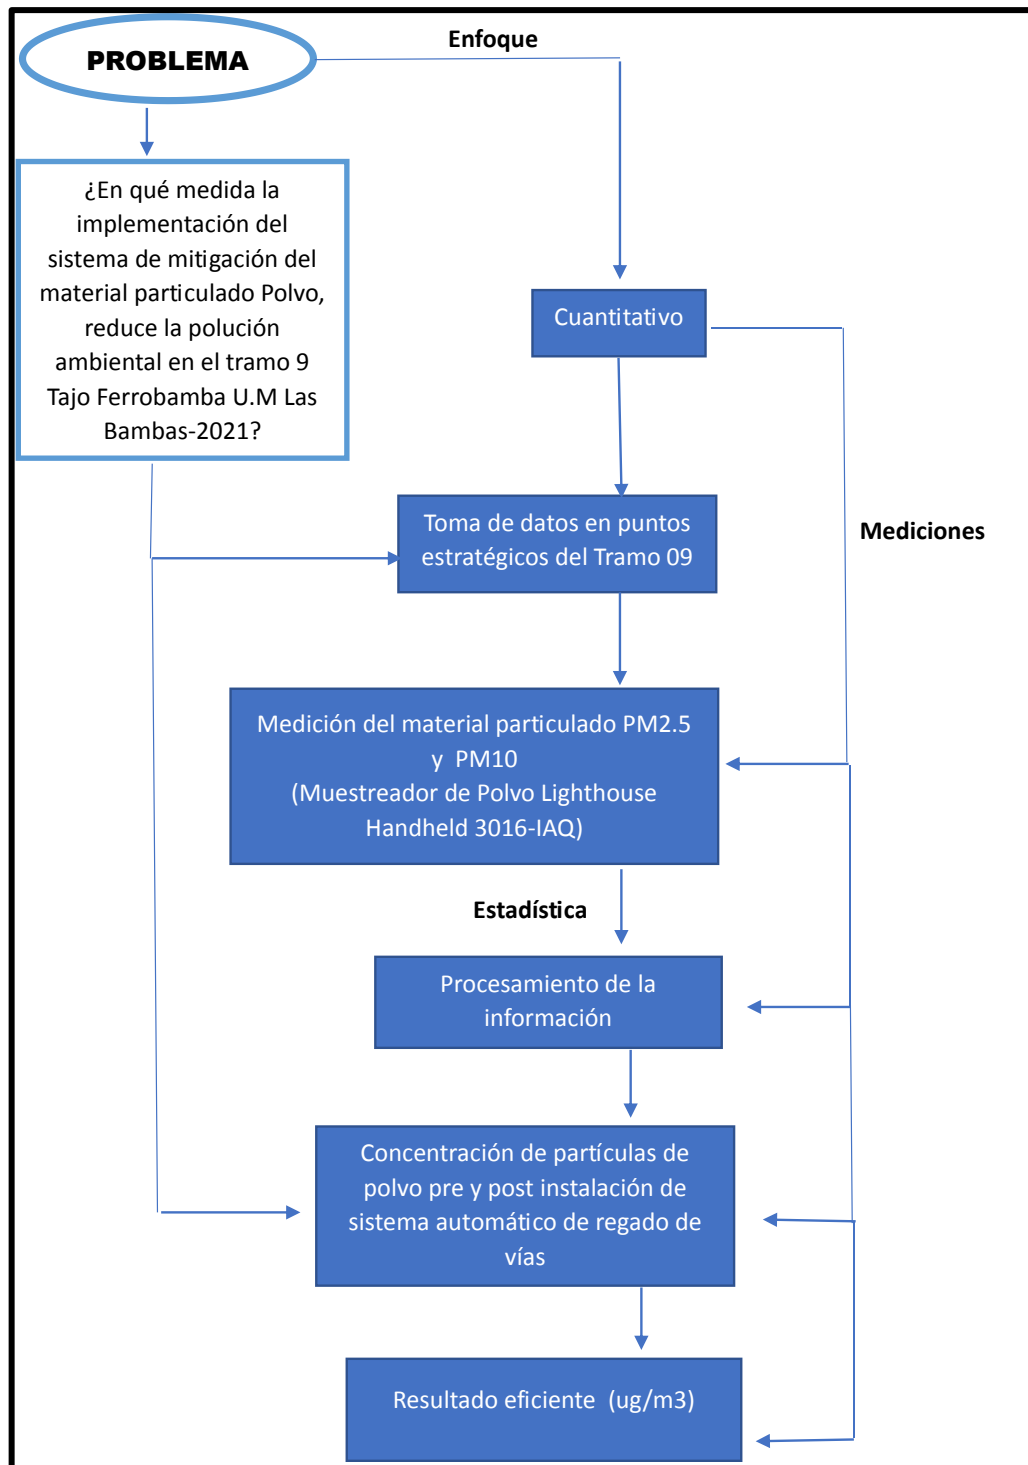 PROBLEMA
Enfoque
¿En qué medida la
implementación del
sistema de mitigación del
material particulado Polvo,
reduce la polución
ambiental en el tramo 9
Tajo Ferrobamba U.M Las
Bambas-2021?
Cuantitativo
Toma de datos en puntos
estratégicos del Tramo 09
Mediciones
Medición del material particulado PM2.5
y PM10
(Muestreador de Polvo Lighthouse
Handheld 3016-IAQ)
Estadística
Procesamiento de la
información
Concentración de partículas de
polvo pre y post instalación de
sistema automático de regado de
vías
Resultado eficiente (ug/m3)